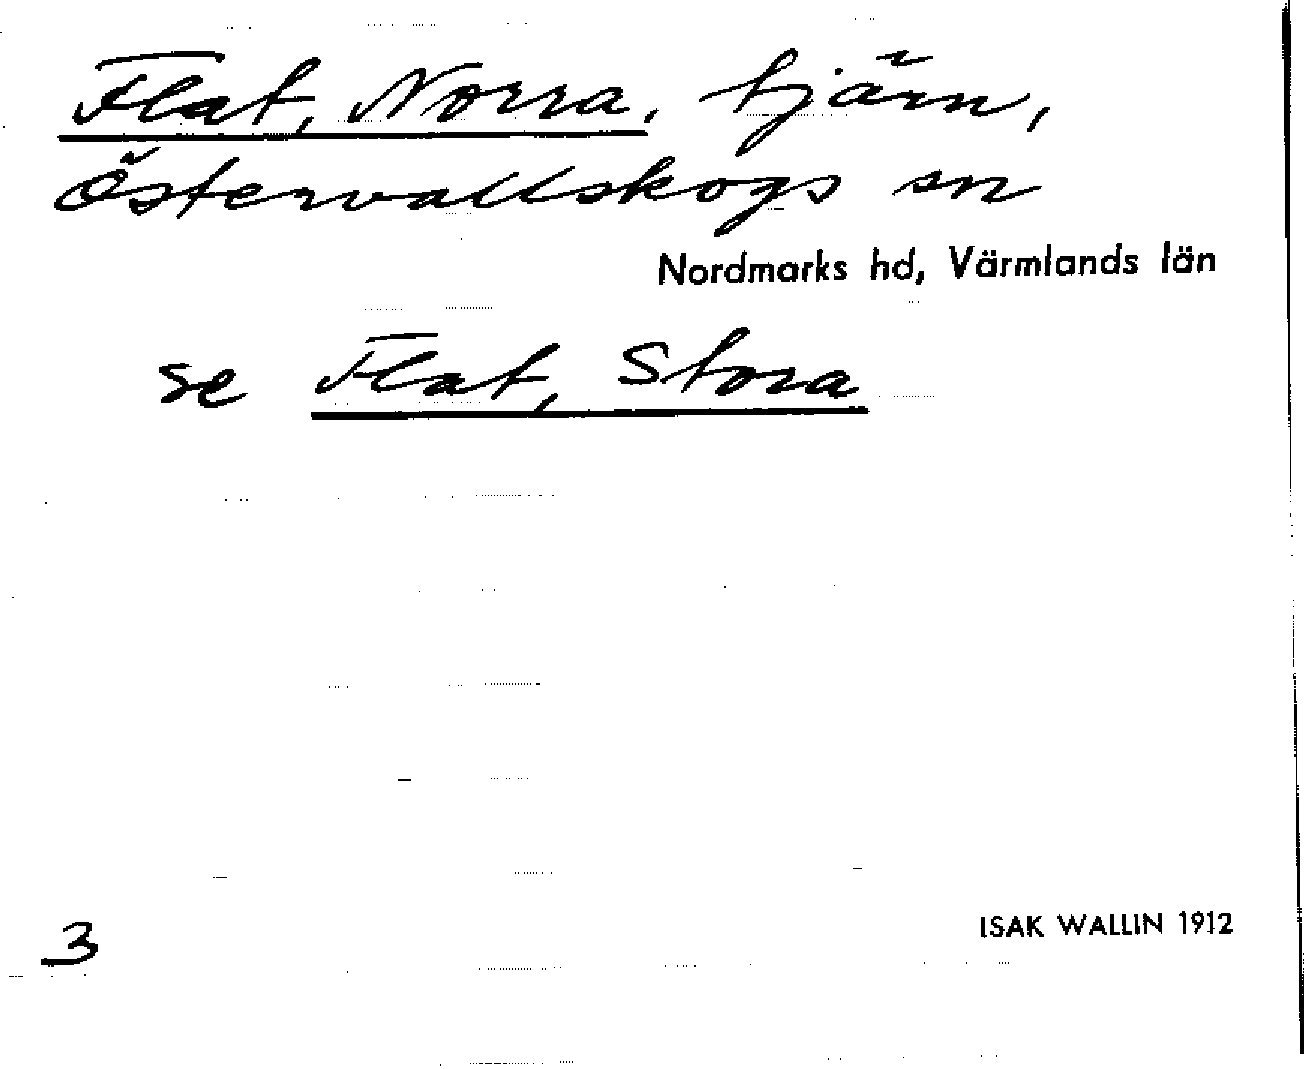 Flat, Norra, tjärn,
Östervallskogs sn
Nordmarks hd, Värmlands län
se Flat, Stora
3
ISAK WALLIN 1912